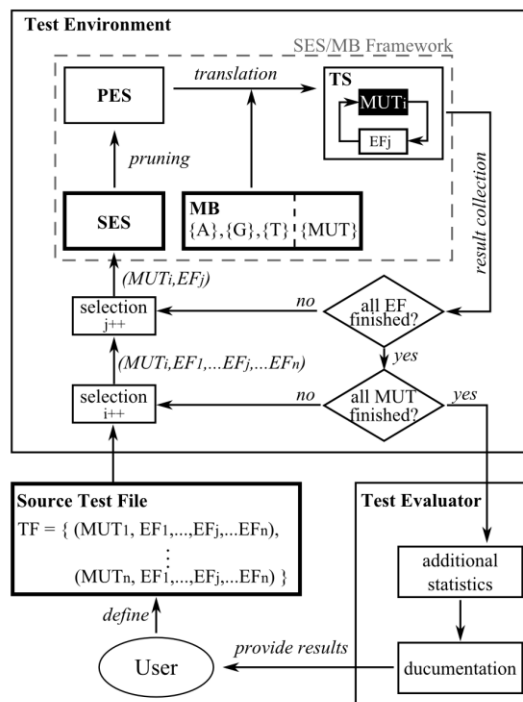 Test Environment
SES/MB Framework
PES
translation
TS
MUTi
EFj
pruning
SES
MB
{A},{G},{T} {MUT}
result collection
(MUTi,EFj)
selection
j++
no
all EF
finished?
yes
(MUTi,EF1,...EFj,...EFn)
selection
i++
no
all MUT
finished?
yes
Source Test File
TF = { (MUT1, EF1,...,EFj,...EFn),
⋮
(MUTn, EF1,...,EFj,...EFn) }
Test Evaluator
additional
statistics
define
User
provide results
ducumentation